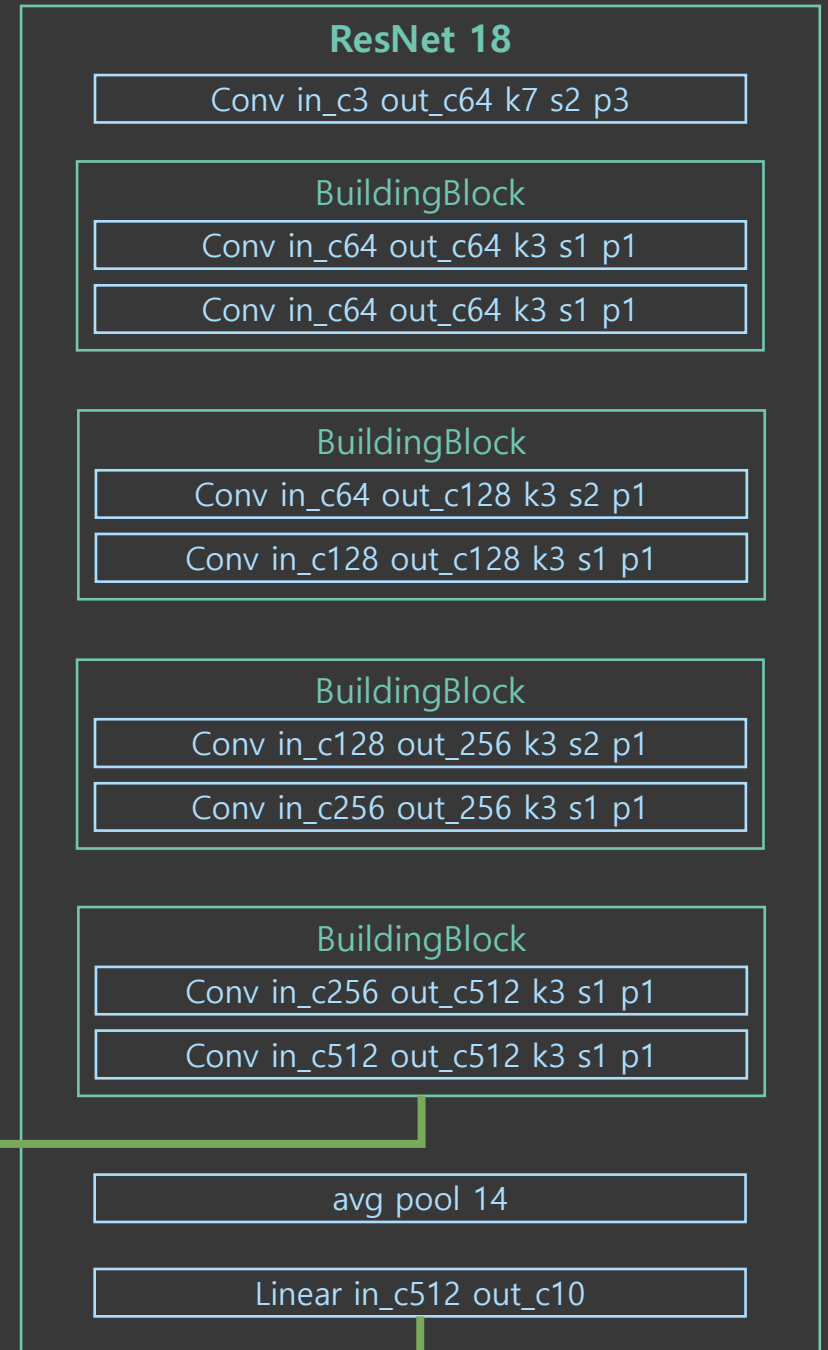 ResNet 18
Conv in_c3 out_c64 k7 s2 p3
BuildingBlock
Conv in_c64 out_c64 k3 s1 p1
Conv in_c64 out_c64 k3 s1 p1
BuildingBlock
Conv in_c64 out_c128 k3 s2 p1
Conv in_c128 out_c128 k3 s1 p1
BuildingBlock
Conv in_c128 out_256 k3 s2 p1
Conv in_c256 out_256 k3 s1 p1
BuildingBlock
Conv in_c256 out_c512 k3 s1 p1
Conv in_c512 out_c512 k3 s1 p1
avg pool 14
Linear in_c512 out_c10